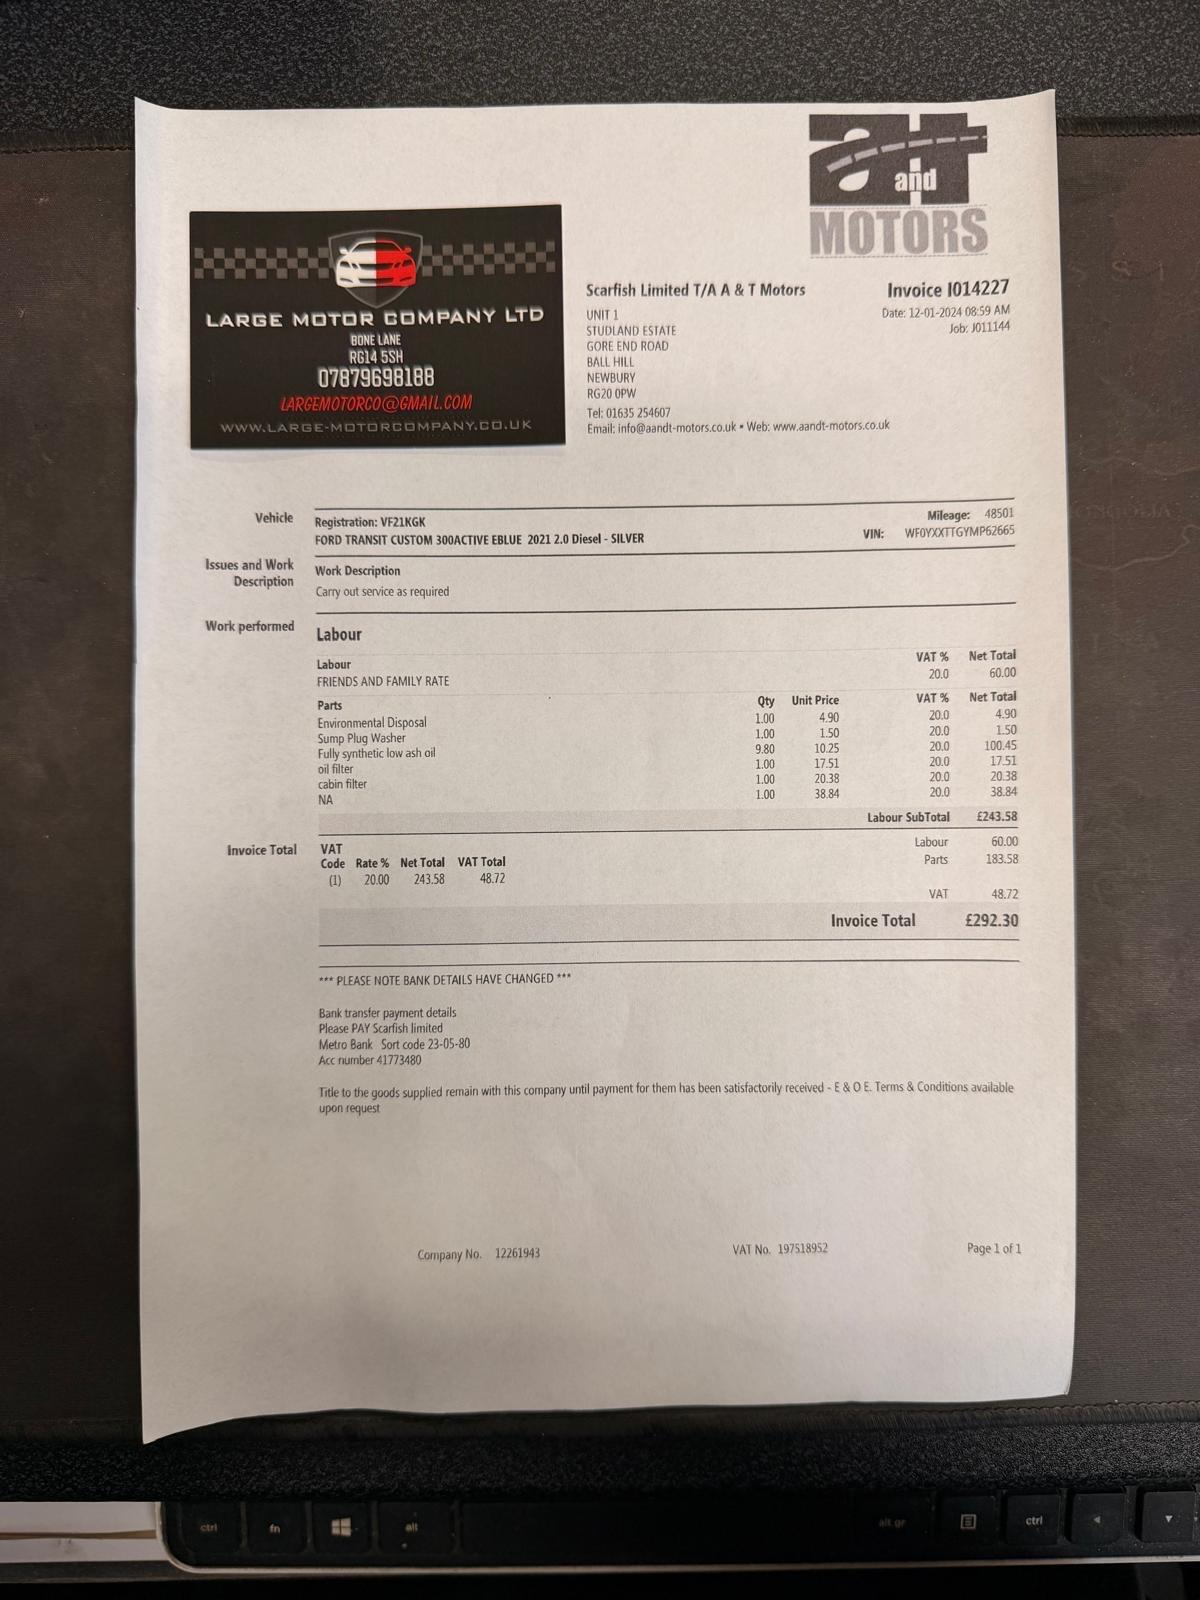 a and t
MOTORS
LARGE MOTOR COMPANY LTD
BONE LANE
RG14 5SH
07879698188
LARGEMOTORCO@GMAIL.COM
WWW.LARGE-MOTORCOMPANY.CO.UK
Scarfish Limited T/A A & T Motors
UNIT 1
STUDLAND ESTATE
GORE END ROAD
BALL HILL
NEWBURY
RG20 0PW
Tel: 01635 254607
Email: info@aandt-motors.co.uk • Web: www.aandt-motors.co.uk
Invoice I014227
Date: 12-01-2024 08:59 AM
Job: J011144
Vehicle
Registration: VF21KGK
Mileage: 48501
FORD TRANSIT CUSTOM 300ACTIVE EBLUE 2021 2.0 Diesel - SILVER
VIN: WF0YXXTTGYMP62665
Issues and Work
Description
Work Description
Carry out service as required
Work performed
Labour
Labour VAT % Net Total
FRIENDS AND FAMILY RATE 20.0 60.00
Parts Qty Unit Price VAT % Net Total
Environmental Disposal 1.00 4.90 20.0 4.90
Sump Plug Washer 1.00 1.50 20.0 1.50
Fully synthetic low ash oil 9.80 10.25 20.0 100.45
oil filter 1.00 17.51 20.0 17.51
cabin filter 1.00 20.38 20.0 20.38
NA 1.00 38.84 20.0 38.84
Labour SubTotal £243.58
Invoice Total
VAT
Code Rate % Net Total VAT Total
(1) 20.00 243.58 48.72
Labour 60.00
Parts 183.58
VAT 48.72
Invoice Total £292.30
*** PLEASE NOTE BANK DETAILS HAVE CHANGED ***
Bank transfer payment details
Please PAY Scarfish limited
Metro Bank Sort code 23-05-80
Acc number 41773480
Title to the goods supplied remain with this company until payment for them has been satisfactorily received - E & O E. Terms & Conditions available
upon request
Company No. 12261943
VAT No. 197518952
Page 1 of 1
ctrl
fn
alt
alt gr
ctrl